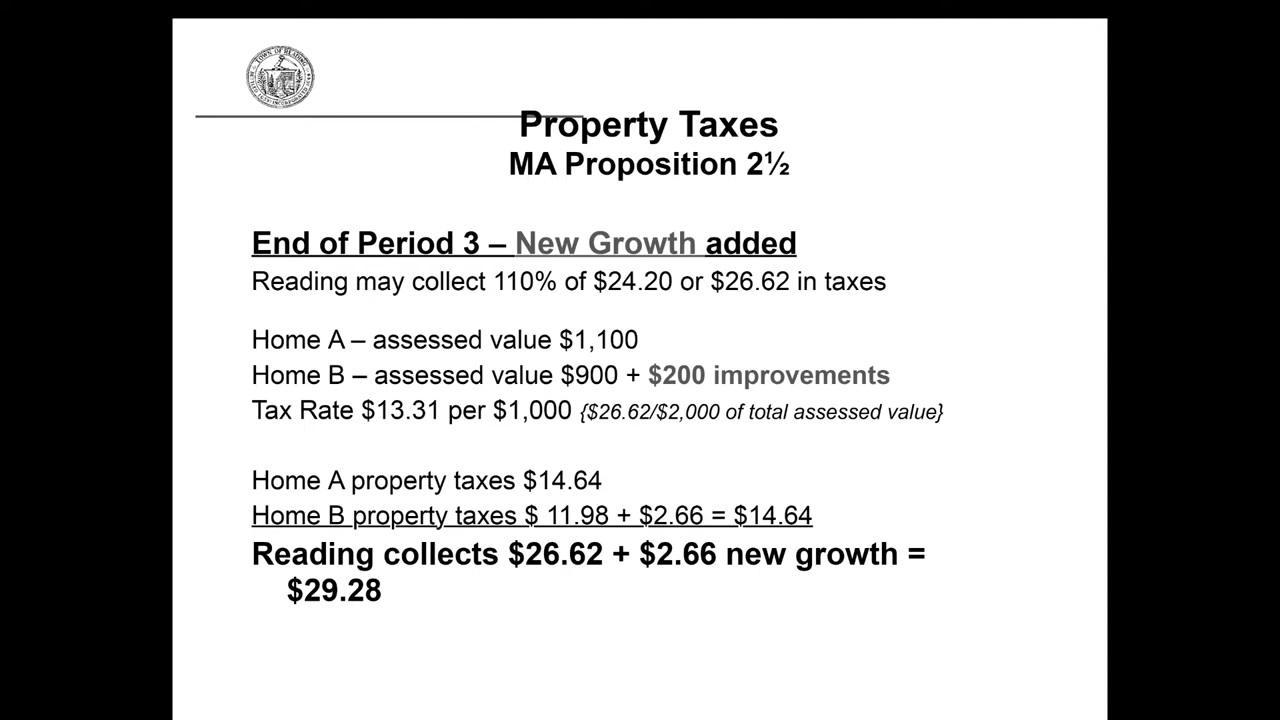 TOWN OF READING
Property Taxes
MA Proposition 2½
End of Period 3 – New Growth added
Reading may collect 110% of $24.20 or $26.62 in taxes
Home A – assessed value $1,100
Home B – assessed value $900 + $200 improvements
Tax Rate $13.31 per $1,000 {$26.62/$2,000 of total assessed value}
Home A property taxes $14.64
Home B property taxes $ 11.98 + $2.66 = $14.64
Reading collects $26.62 + $2.66 new growth =
$29.28